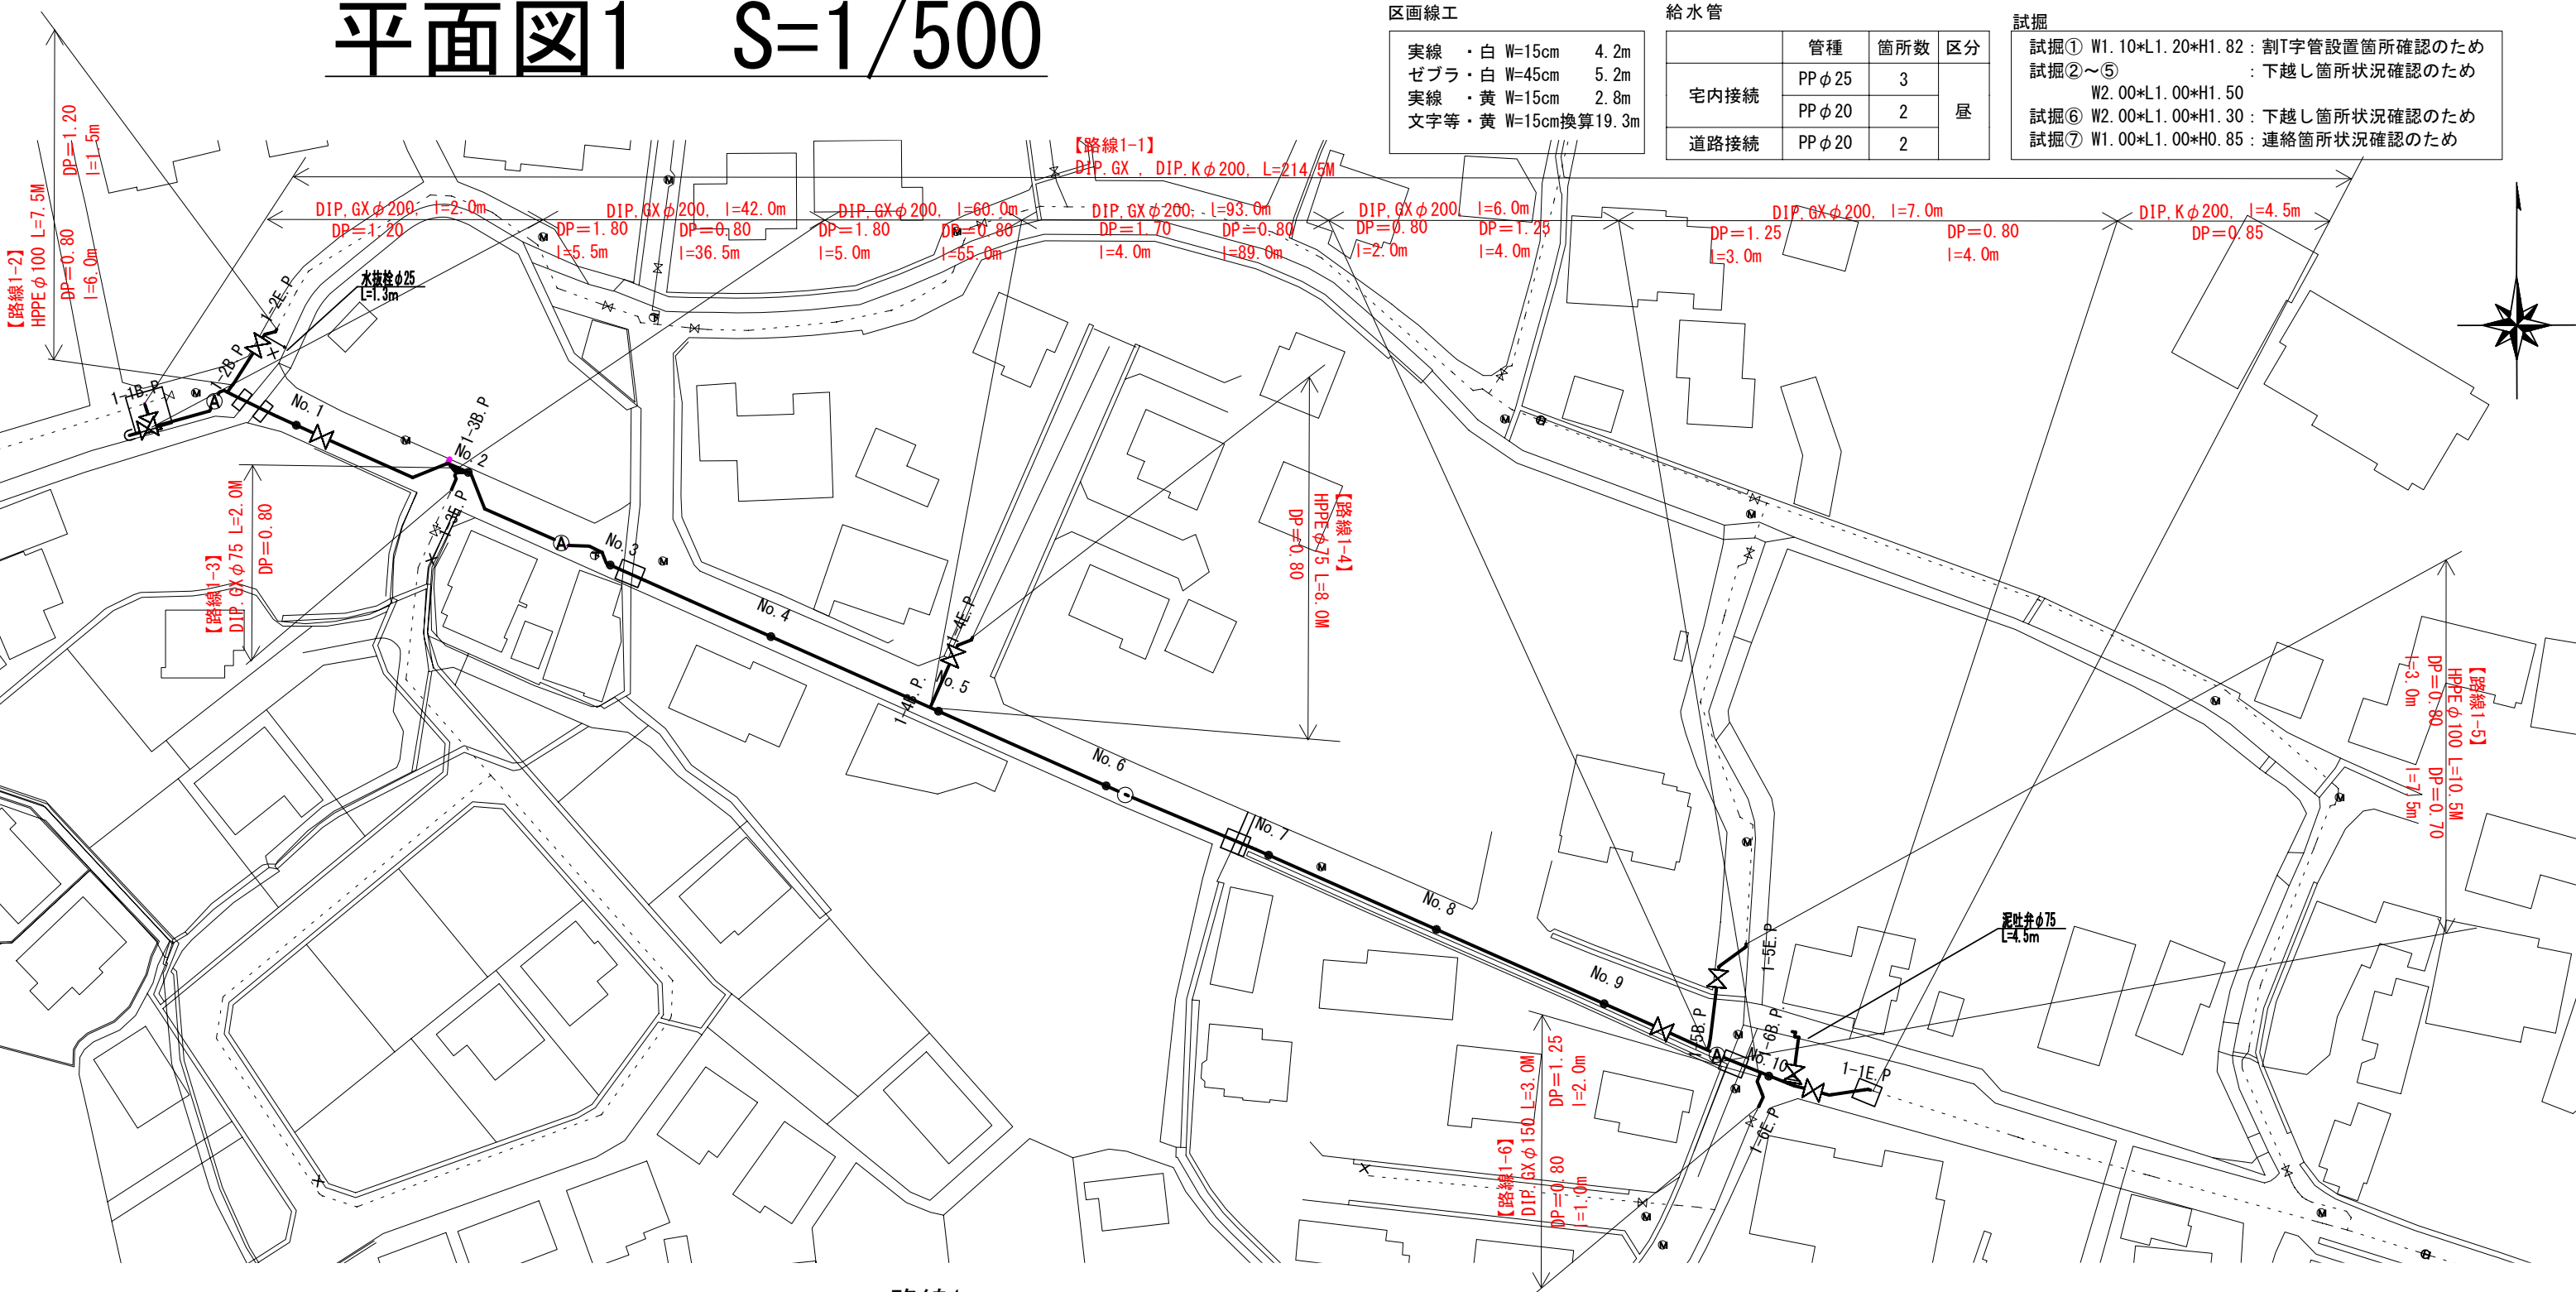 平面図1　S=1/500
区画線工
実線　・白 W=15cm　4.2m
ゼブラ・白 W=45cm　5.2m
実線　・黄 W=15cm　2.8m
文字等・黄 W=15cm換算19.3m
給水管
管種　箇所数　区分
宅内接続　PPφ25　3　昼
PPφ20　2
道路接続　PPφ20　2
試掘
試掘① W1.10*L1.20*H1.82：割T字管設置箇所確認のため
試掘②～⑤　：下越し箇所状況確認のため
W2.00*L1.00*H1.50
試掘⑥ W2.00*L1.00*H1.30：下越し箇所状況確認のため
試掘⑦ W1.00*L1.00*H0.85：連絡箇所状況確認のため
【路線1-1】
DIP.GX , DIP.Kφ200, L=214.5M
DIP,GXφ200, l=2.0m
DP=1.20
DIP,GXφ200, l=42.0m
DP=1.80
l=5.5m
DP=0.80
l=36.5m
DIP,GXφ200, l=60.0m
DP=1.80
l=5.0m
DP=0.80
l=55.0m
DIP,GXφ200, l=93.0m
DP=1.70
l=4.0m
DP=0.80
l=89.0m
DIP,GXφ200, l=6.0m
DP=0.80
l=2.0m
DP=1.25
l=4.0m
DIP,GXφ200, l=7.0m
DP=1.25
l=3.0m
DP=0.80
l=4.0m
DIP,Kφ200, l=4.5m
DP=0.85
【路線1-2】
HPPEφ100 L=7.5M
DP=0.80
l=6.0m
DP=1.20
l=1.5m
水抜栓φ25
L=1.3m
1-2E.P
1-2B.P
1-1B.P
No.1
1-3B.P
No.2
1-3E.P
【路線1-3】
DIP.GXφ75 L=2.0M
DP=0.80
No.3
No.4
1-4E.P
1-4B.P.
No.5
【路線1-4】
HPPEφ75 L=8.0M
DP=0.80
No.6
No.7
No.8
No.9
【路線1-5】
HPPEφ100 L=10.5M
DP=0.80
l=3.0m
DP=0.70
l=7.5m
泥吐弁φ75
L=4.5m
1-5E.P
1-5B.P
1-6B.P.
No.10
1-1E.P
1-6E.P
【路線1-6】
DIP.GXφ150 L=3.0M
DP=0.80
l=1.0m
DP=1.25
l=2.0m